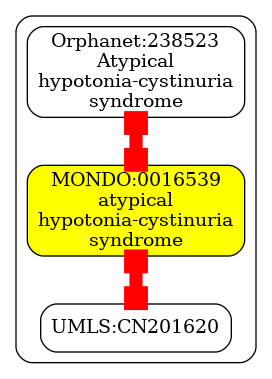 Orphanet:238523
Atypical
hypotonia-cystinuria
syndrome
MONDO:0016539
atypical
hypotonia-cystinuria
syndrome
UMLS:CN201620